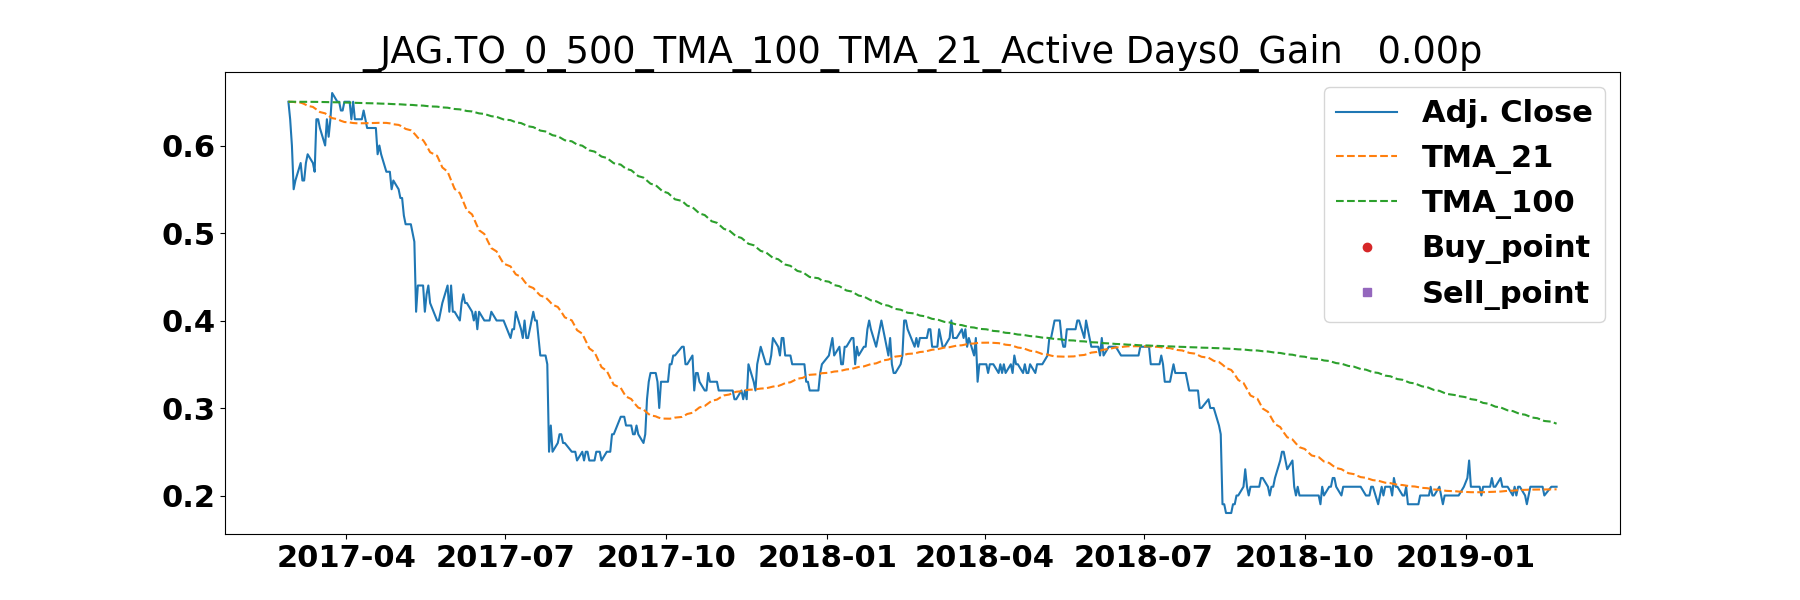 _JAG.TO_0_500_TMA_100_TMA_21_Active Days0_Gain   0.00p
Adj. Close
TMA_21
TMA_100
Buy_point
Sell_point
0.6
0.5
0.4
0.3
0.2
2017-04 2017-07 2017-10 2018-01 2018-04 2018-07 2018-10 2019-01